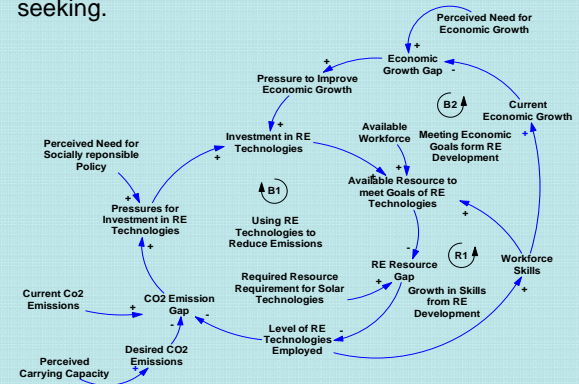 seeking.
Perceived Need for
Economic Growth
+
Economic
Growth Gap
-
+
Pressure to Improve
Economic Growth
B2
Current
Economic Growth
+
+
Investment in RE
Technologies
+
Available
Workforce
+
Meeting Economic
Goals form RE
Development
Perceived Need for
Socially reponsible
Policy
+
B1
+
Available Resource to
meet Goals of RE
Technologies
+
Pressures for
Investment in RE
Technologies
+
Using RE
Technologies to
Reduce Emissions
-
R1
Workforce
Skills
+
RE Resource
Gap
Required Resource
Requirement for Solar
Technologies
+
Growth in Skills
from RE
Development
Current Co2
Emissions
+
CO2 Emission
Gap
-
-
Level of RE
Technologies
Employed
-
Desired CO2
Emissions
+
Perceived
Carrying Capacity